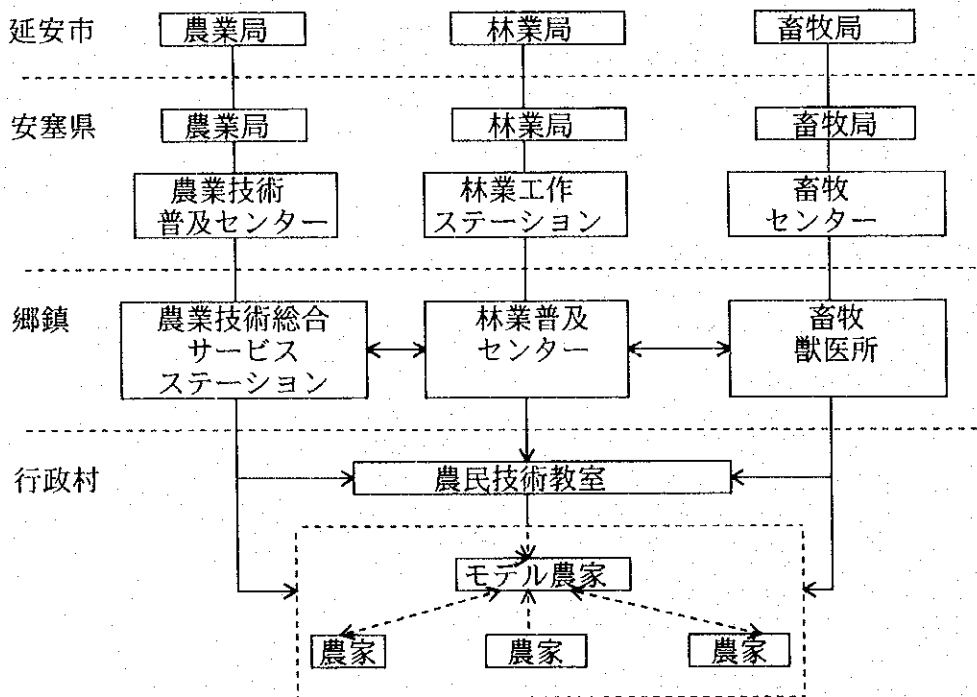 延安市
農業局
林業局
畜牧局
安塞県
農業局
林業局
畜牧局
農業技術
普及センター
林業工作
ステーション
畜牧
センター
郷鎮
農業技術総合
サービス
ステーション
林業普及
センター
畜牧
獣医所
行政村
農民技術教室
モデル農家
農家
農家
農家